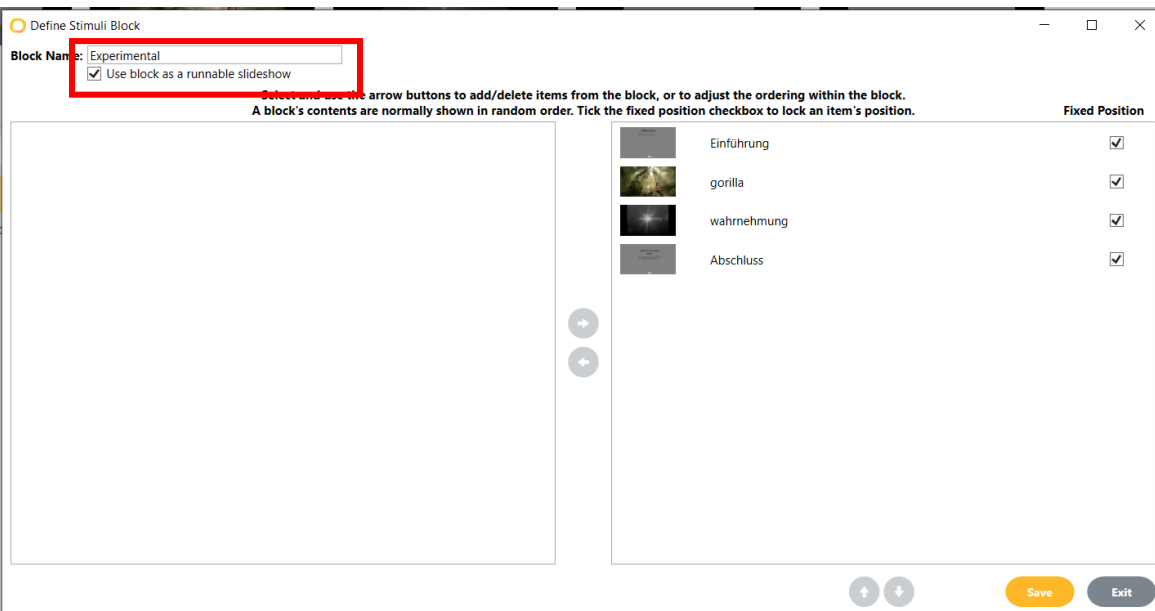 Define Stimuli Block
Block Name: Experimental
Use block as a runnable slideshow
Select and use the arrow buttons to add/delete items from the block, or to adjust the ordering within the block.
A block's contents are normally shown in random order. Tick the fixed position checkbox to lock an item's position.
Fixed Position
Einführung
gorilla
wahrnehmung
Abschluss
Save
Exit